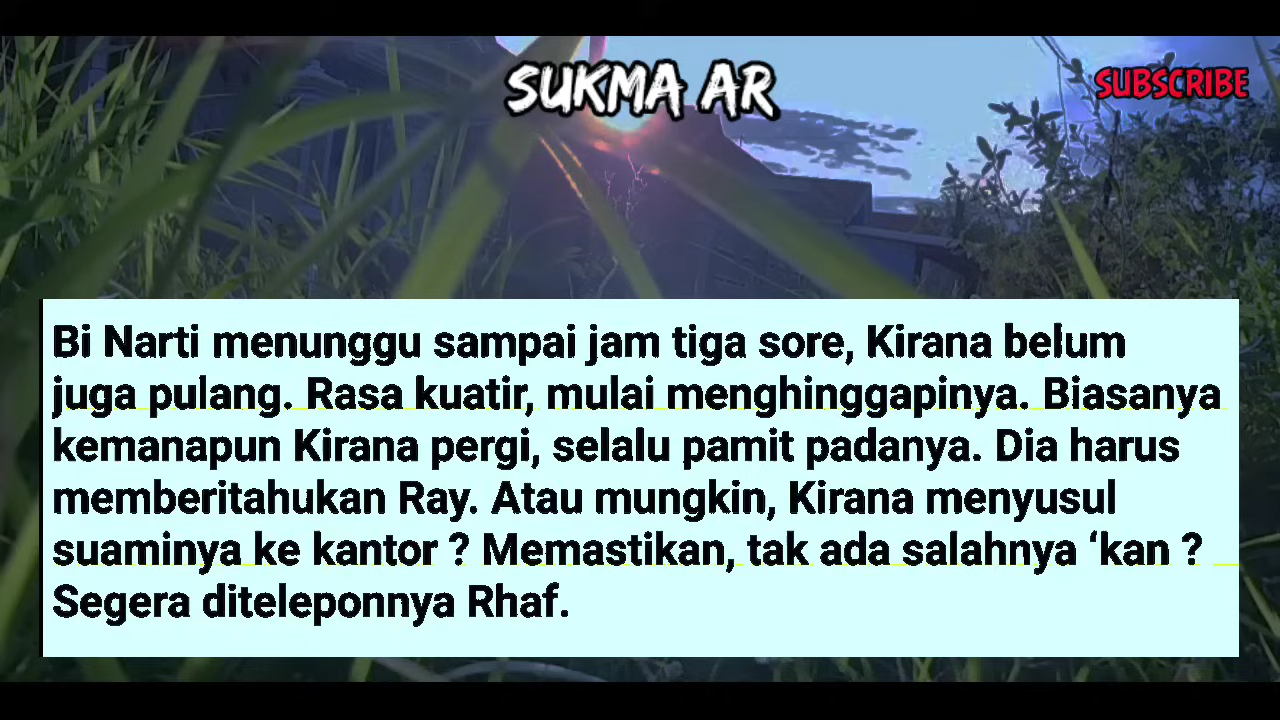 SUKMA AR
SUBSCRIBE
Bi Narti menunggu sampai jam tiga sore, Kirana belum
juga pulang. Rasa kuatir, mulai menghinggapinya. Biasanya
kemanapun Kirana pergi, selalu pamit padanya. Dia harus
memberitahukan Ray. Atau mungkin, Kirana menyusul
suaminya ke kantor ? Memastikan, tak ada salahnya ‘kan ?
Segera diteleponnya Rhaf.